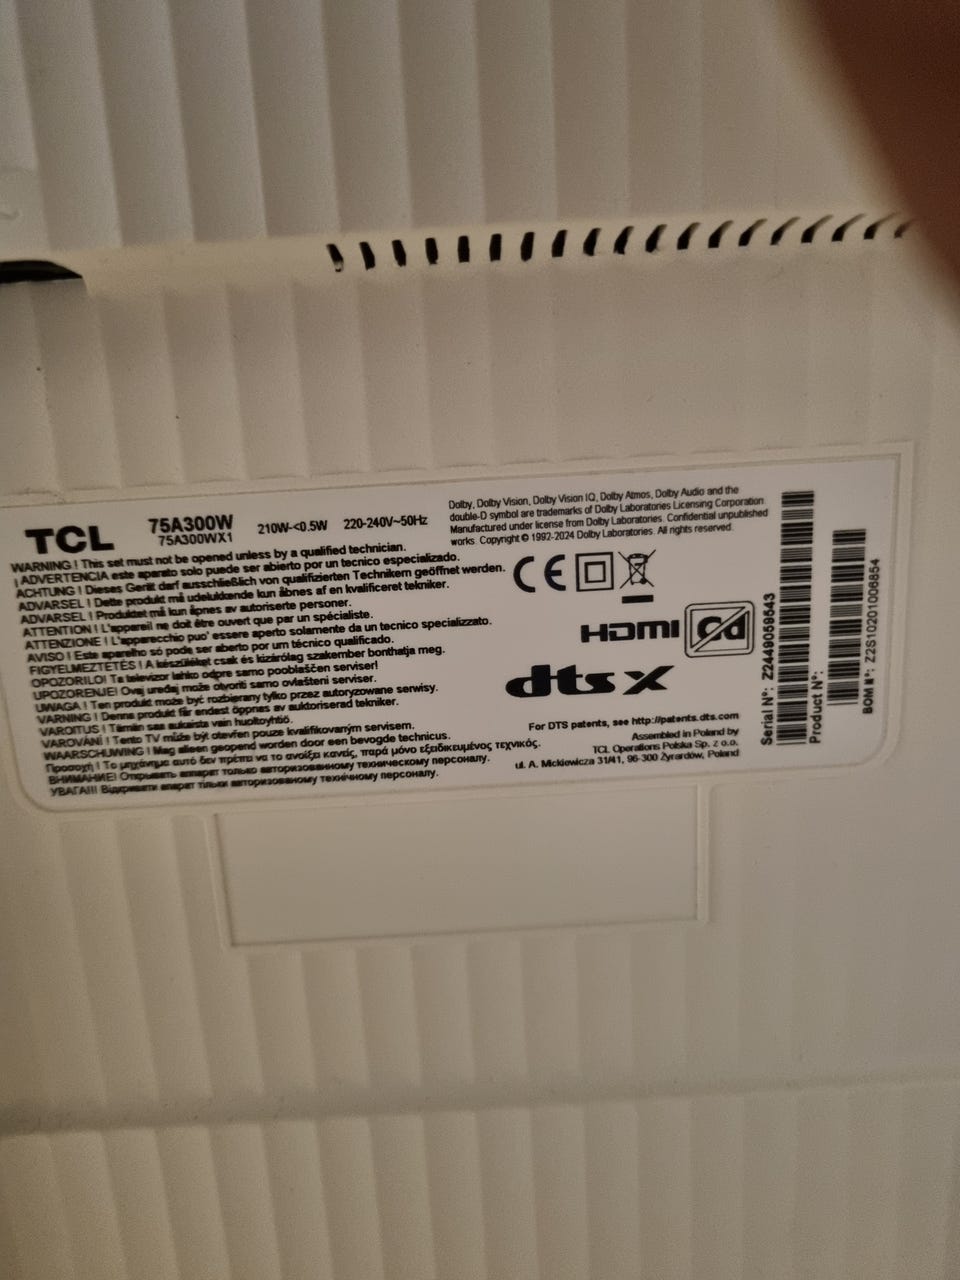 TCL
75A300W
75A300WX1
210W-<0.5W
220-240V~50Hz
Dolby, Dolby Vision, Dolby Vision IQ, Dolby Atmos, Dolby Audio and the
double-D symbol are trademarks of Dolby Laboratories Licensing Corporation.
Manufactured under license from Dolby Laboratories. Confidential unpublished
works. Copyright © 1992-2024 Dolby Laboratories. All rights reserved.
WARNING ! This set must not be opened unless by a qualified technician.
¡ ADVERTENCIA este aparato solo puede ser abierto por un tecnico especializado.
ACHTUNG ! Dieses Gerät darf ausschließlich von qualifizierten Technikern geöffnet werden.
ADVARSEL ! Dette produkt må udelukkende kun åbnes af en kvalificeret tekniker.
ADVARSEL ! Produktet må kun åpnes av autoriserte personer.
ATTENTION ! L'appareil ne doit être ouvert que par un spécialiste.
ATTENZIONE ! L'apparecchio puo' essere aperto solamente da un tecnico specializzato.
AVISO ! Este aparelho só pode ser aberto por um técnico qualificado.
FIGYELMEZTETÉS ! A készüléket csak és kizárólag szakember bonthatja meg.
OPOZORILO! Ta televizor lahko odpre samo pooblaščen serviser!
UPOZORENJE! Ovaj uređaj može otvoriti samo ovlašteni serviser.
UWAGA ! Ten produkt może być rozbierany tylko przez autoryzowane serwisy.
VARNING ! Denna produkt får endast öppnes av auktoriserad tekniker.
VAROITUS ! Tämän saa aukaista vain huoltoyhtiö.
VAROVÁNÍ ! Tento TV může být otevřen pouze kvalifikovaným servisem.
WAARSCHUWING ! Mag alleen geopend worden door een bevogde technicus.
Προσοχή ! Το μηχάνημα αυτό δεν πρέπει να το ανοίξει κανείς, παρά μόνο εξειδικευμένος τεχνικός.
ВНИМАНИЕ! Открывать аппарат только авторизованному техническому персоналу.
УВАГА!!! Відкривати апарат тільки авторизованому технічному персоналу.
CE
HDMI
dts X
For DTS patents, see http://patents.dts.com
Assembled in Poland by
TCL Operations Polska Sp. z o.o.
ul. A. Mickiewicza 31/41, 96-300 Żyrardów, Poland
Serial N°: Z2449059643
Product N°:
BOM N°: Z2S10201006854